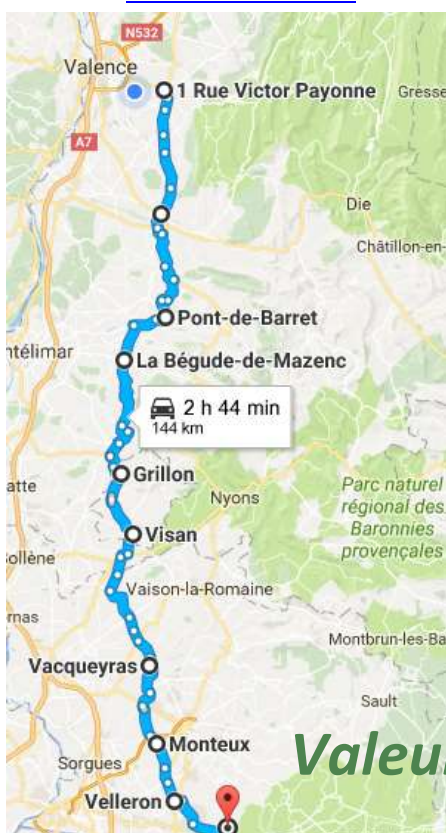 N532
Valence
1 Rue Victor Payonne
Gresse
A7
Die
Châtillon-en-
Pont-de-Barret
ntélimar
La Bégude-de-Mazenc
2 h 44 min
144 km
Grillon
atte
Nyons
Parc naturel
régional des
Baronnies
provençales
Visan
ollène
Vaison-la-Romaine
rnas
Montbrun-les-Ba
Vacqueyras
Sault
Monteux
Valeu
Sorgues
Velleron